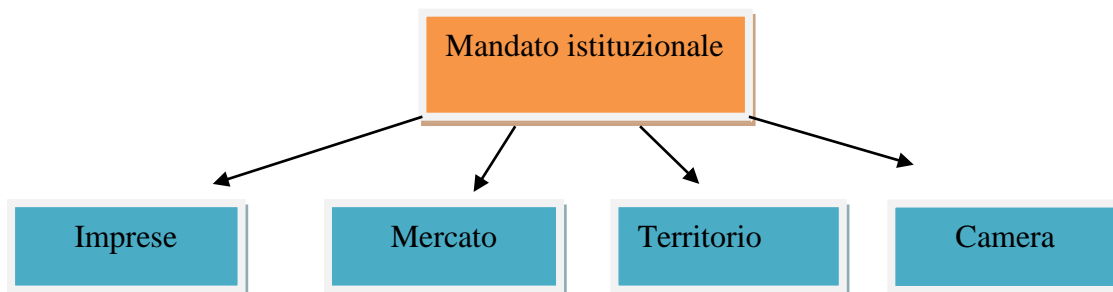 Mandato istituzionale
Imprese
Mercato
Territorio
Camera